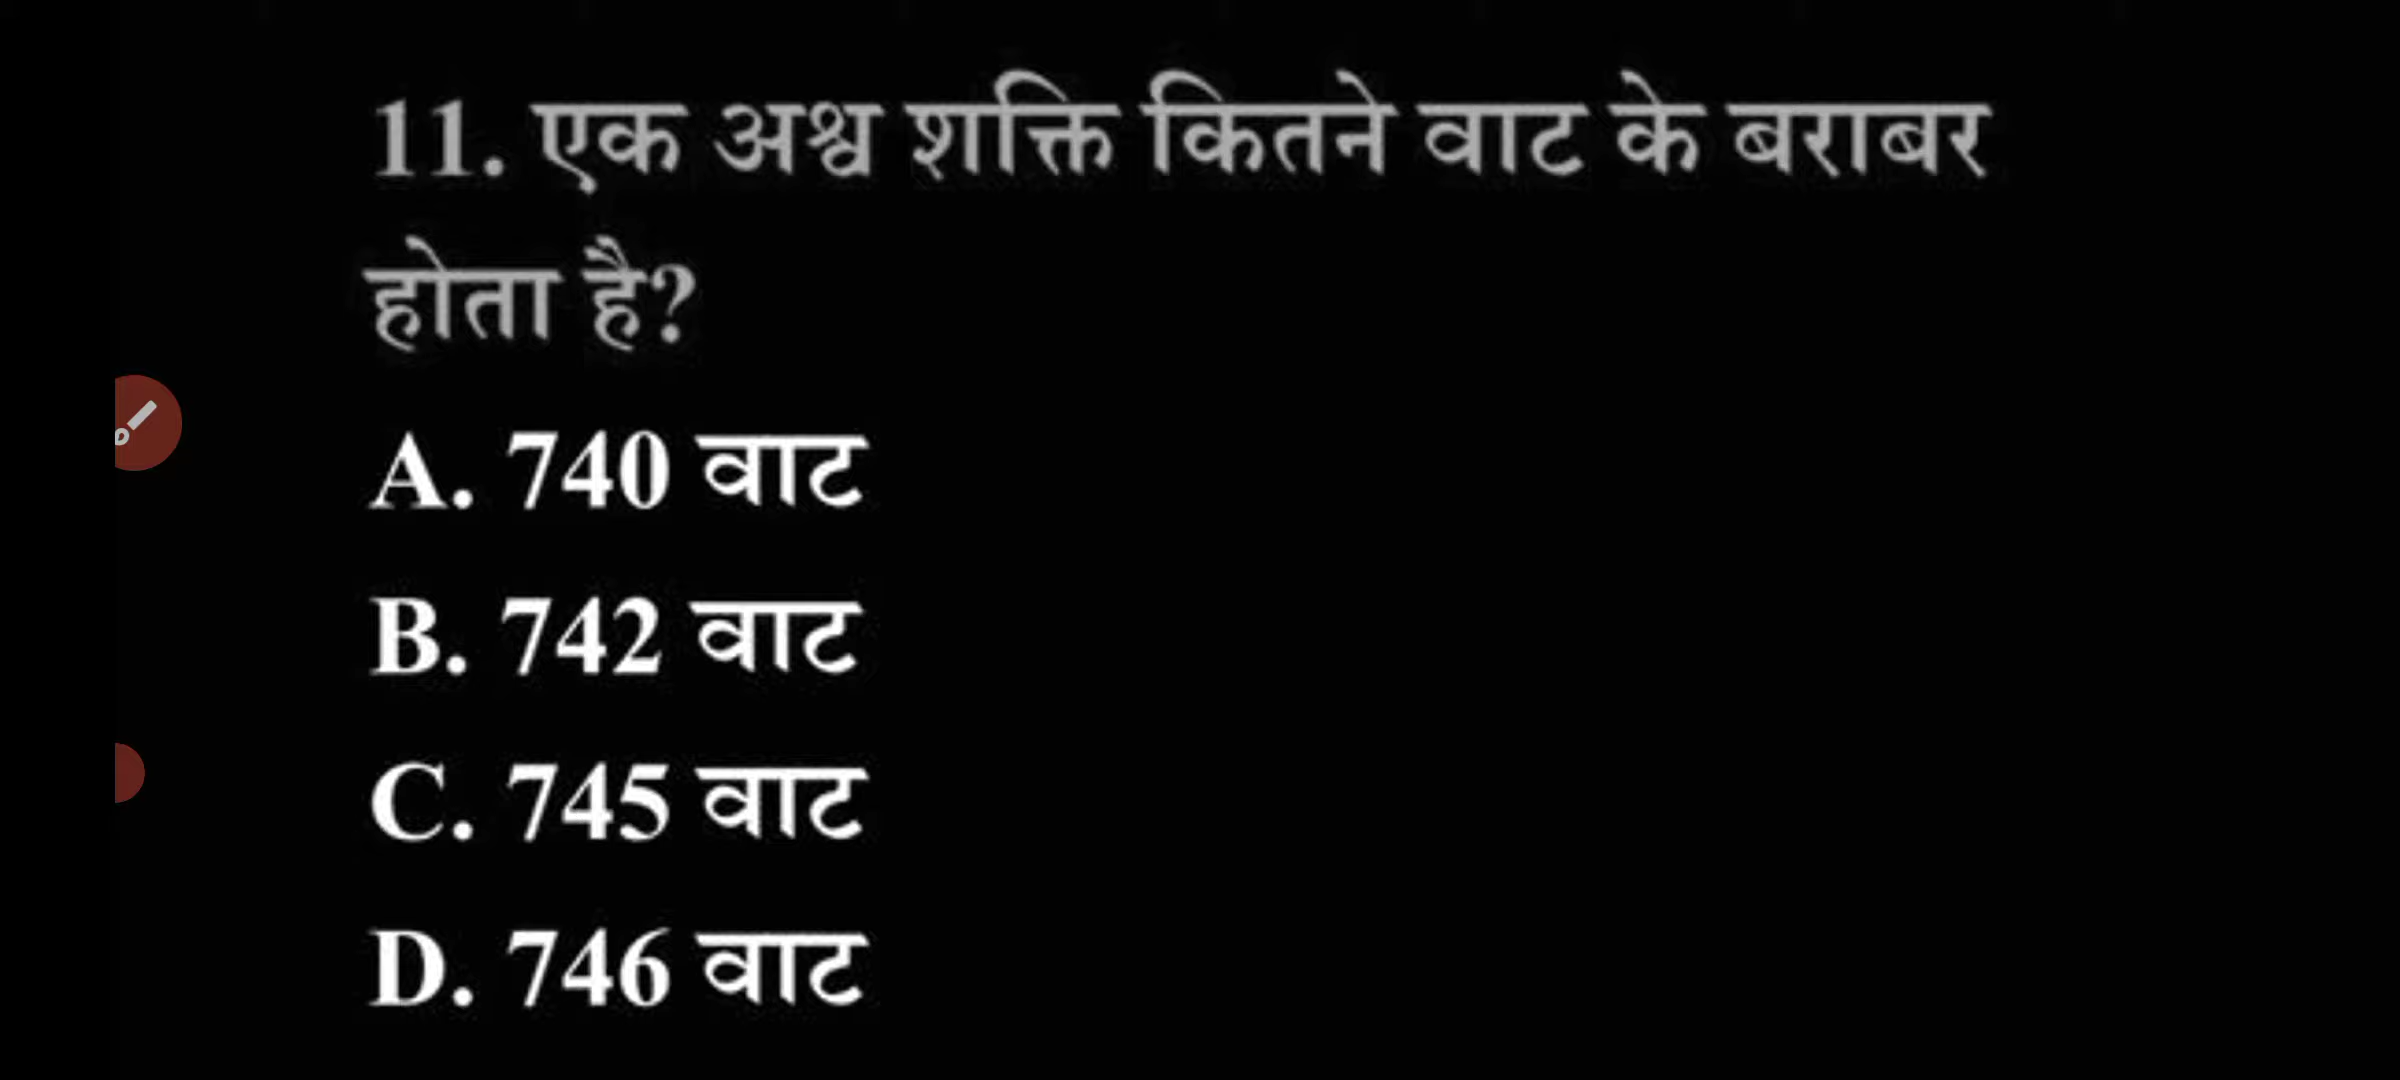 11. एक अश्व शक्ति कितने वाट के बराबर
होता है?
A. 740 वाट
B. 742 वाट
C. 745 वाट
D. 746 वाट